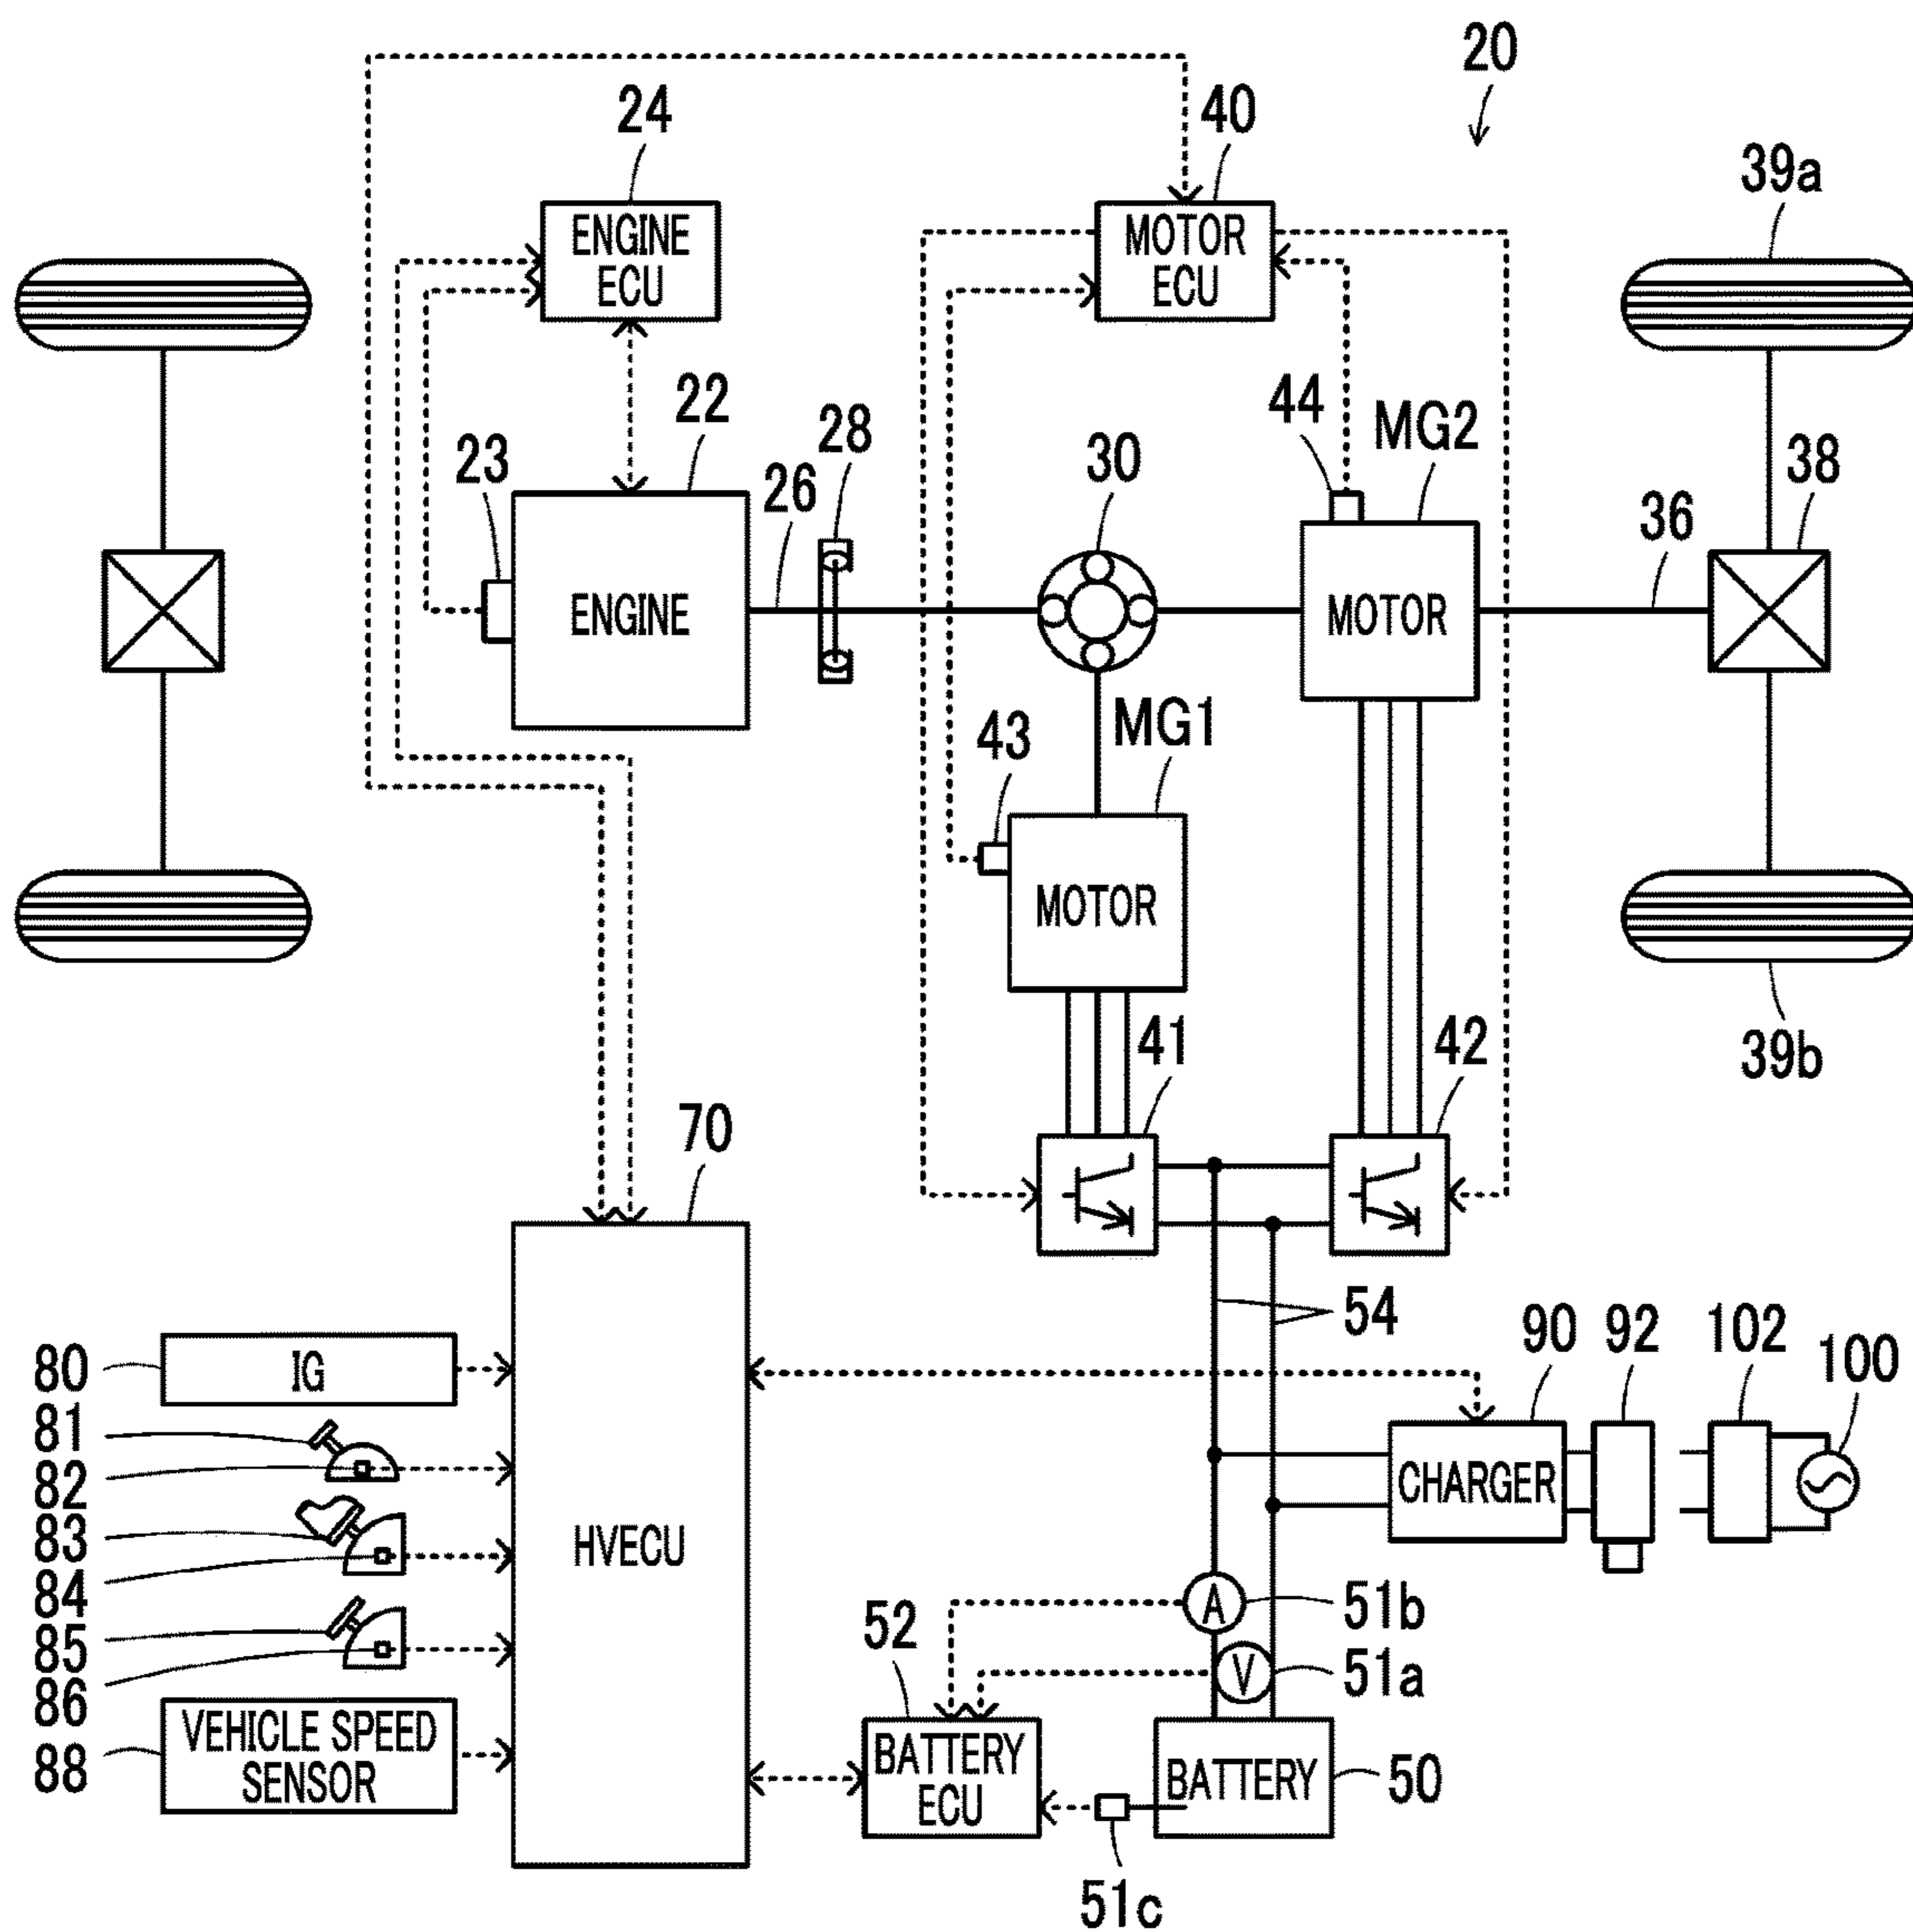 20
24
40
39a
ENGINE
ECU
MOTOR
ECU
22
28
44
MG2
23
26
30
38
36
ENGINE
MOTOR
MG1
43
MOTOR
41
42
39b
70
54
90
92
102
100
80
IG
81
82
CHARGER
83
HVECU
84
A
51b
85
52
V
51a
86
VEHICLE SPEED
SENSOR
88
BATTERY
ECU
BATTERY
50
51c